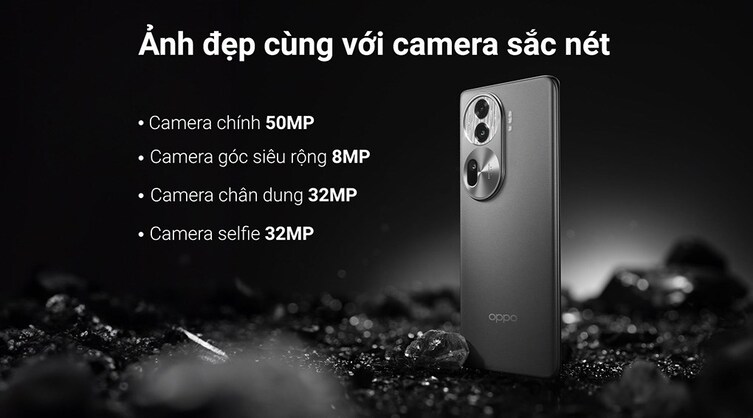 Ảnh đẹp cùng với camera sắc nét
• Camera chính 50MP
• Camera góc siêu rộng 8MP
• Camera chân dung 32MP
• Camera selfie 32MP
oppo